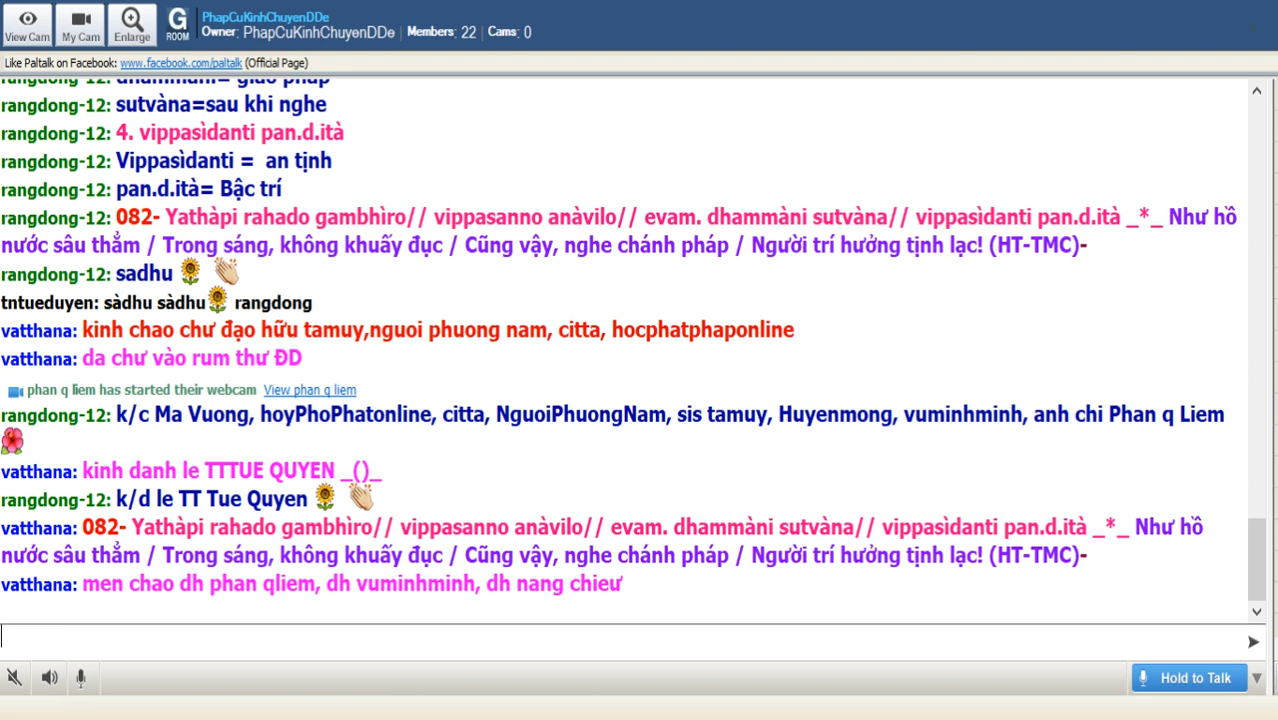 PhapCuKinhChuyenDDe
Owner: PhapCuKinhChuyenDDe Members: 22 Cams: 0
View Cam My Cam Enlarge G ROOM
Like Paltalk on Facebook: www.facebook.com/paltalk (Official Page)
rangdong-12: dhammàni= giáo pháp
rangdong-12: sutvàna=sau khi nghe
rangdong-12: 4. vippasìdanti pan.d.ità
rangdong-12: Vippasìdanti = an tịnh
rangdong-12: pan.d.ità= Bậc trí
rangdong-12: 082- Yathàpi rahado gambhìro// vippasanno anàvilo// evam. dhammàni sutvàna// vippasìdanti pan.d.ità _*_ Như hồ
nước sâu thẳm / Trong sáng, không khuấy đục / Cũng vậy, nghe chánh pháp / Người trí hưởng tịnh lạc! (HT-TMC)-
rangdong-12: sadhu
tntueduyen: sàdhu sàdhu rangdong
vatthana: kinh chao chư đạo hữu tamuy,nguoi phuong nam, citta, hocphatphaponline
vatthana: da chư vào rum thư ĐD
phan q liem has started their webcam View phan q liem
rangdong-12: k/c Ma Vuong, hoyPhoPhatonline, citta, NguoiPhuongNam, sis tamuy, Huyenmong, vuminhminh, anh chi Phan q Liem
vatthana: kinh danh le TTTUE QUYEN _()_
rangdong-12: k/d le TT Tue Quyen
vatthana: 082- Yathàpi rahado gambhìro// vippasanno anàvilo// evam. dhammàni sutvàna// vippasìdanti pan.d.ità _*_ Như hồ
nước sâu thẳm / Trong sáng, không khuấy đục / Cũng vậy, nghe chánh pháp / Người trí hưởng tịnh lạc! (HT-TMC)-
vatthana: men chao dh phan qliem, dh vuminhminh, dh nang chieư
Hold to Talk